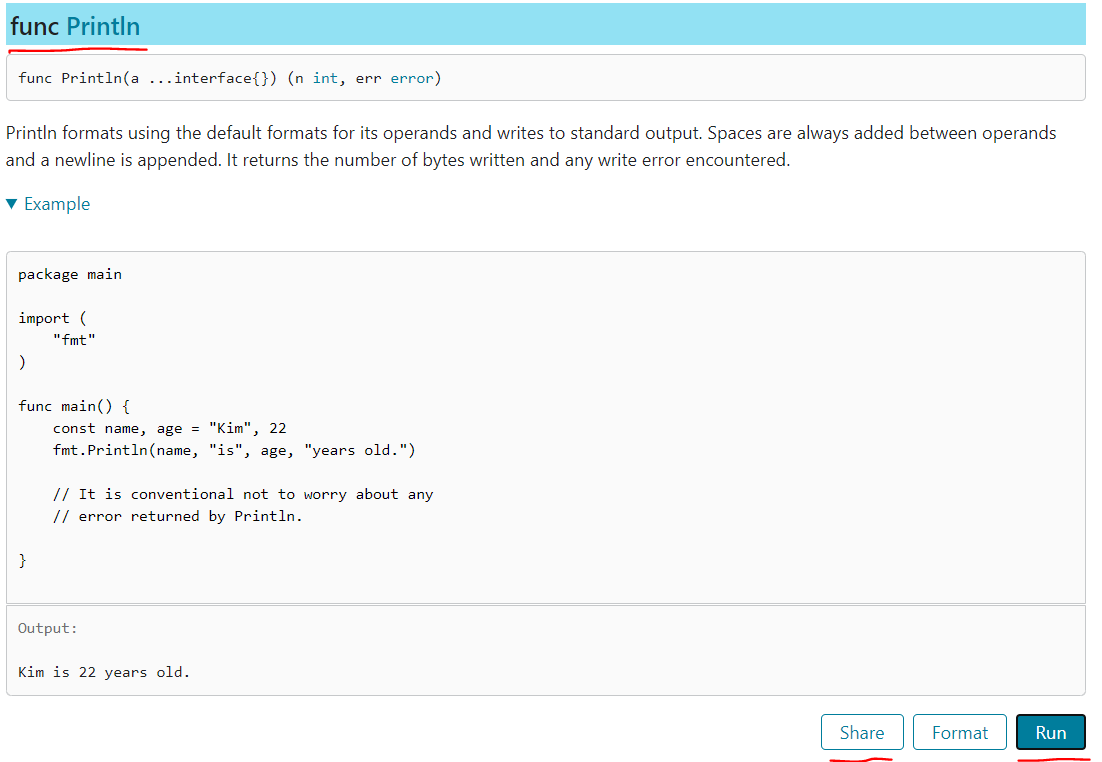 func Println
func Println(a ...interface{}) (n int, err error)
Println formats using the default formats for its operands and writes to standard output. Spaces are always added between operands
and a newline is appended. It returns the number of bytes written and any write error encountered.
▼ Example
package main
import (
    "fmt"
)
func main() {
    const name, age = "Kim", 22
    fmt.Println(name, "is", age, "years old.")
    // It is conventional not to worry about any
    // error returned by Println.
}
Output:
Kim is 22 years old.
Share Format Run